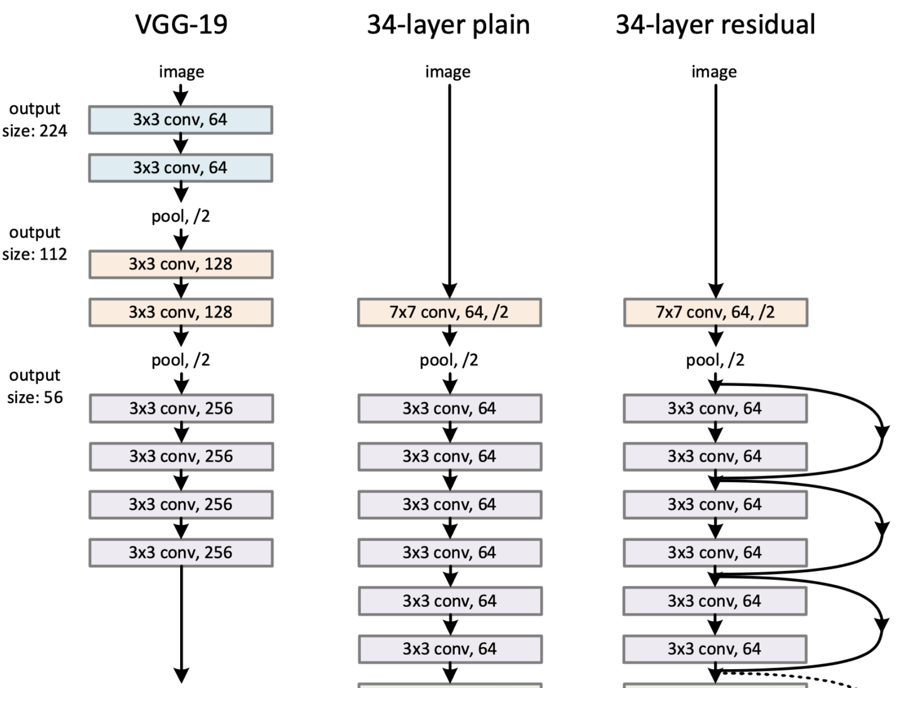 VGG-19
34-layer plain
34-layer residual
image
image
image
output
size: 224
3x3 conv, 64
3x3 conv, 64
pool, /2
output
size: 112
3x3 conv, 128
3x3 conv, 128
7x7 conv, 64, /2
7x7 conv, 64, /2
pool, /2
pool, /2
pool, /2
output
size: 56
3x3 conv, 256
3x3 conv, 64
3x3 conv, 64
3x3 conv, 256
3x3 conv, 64
3x3 conv, 64
3x3 conv, 256
3x3 conv, 64
3x3 conv, 64
3x3 conv, 256
3x3 conv, 64
3x3 conv, 64
3x3 conv, 64
3x3 conv, 64
3x3 conv, 64
3x3 conv, 64